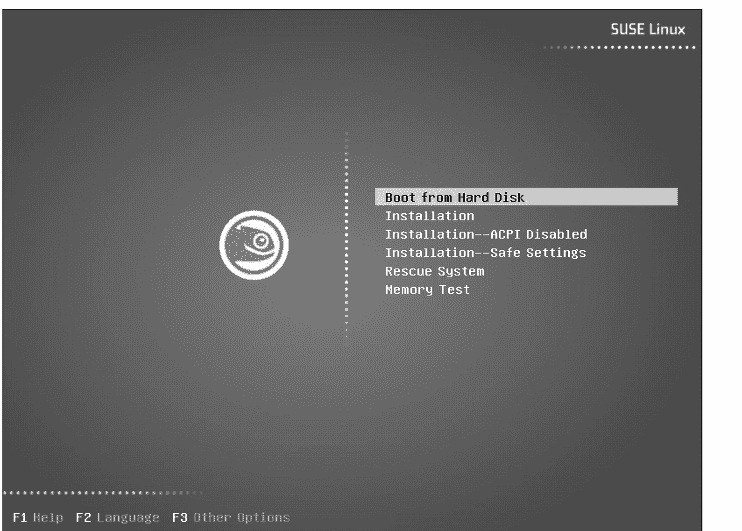 SUSE Linux
Boot from Hard Disk
Installation
Installation--ACPI Disabled
Installation--Safe Settings
Rescue System
Memory Test
F1 Help F2 Language F3 Other Options